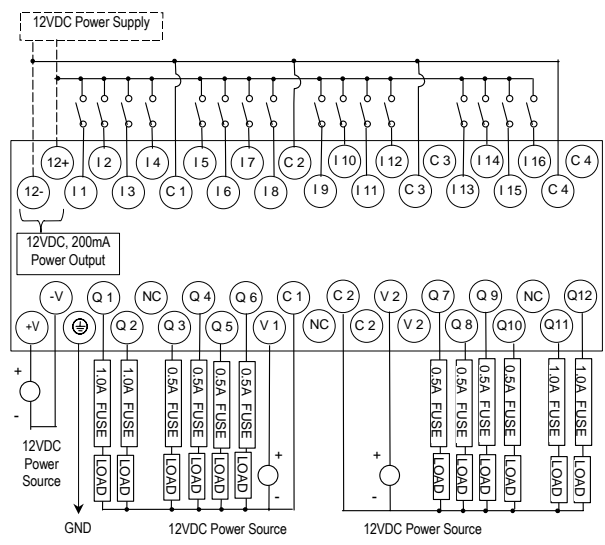 12VDC Power Supply
12+ I 2 I 4 I 5 I 7 C 2 I 10 I 12 C 3 I 14 I 16 C 4
12- I 1 I 3 C 1 I 6 I 8 I 9 I 11 C 3 I 13 I 15 C 4
12VDC, 200mA
Power Output
-V Q 1 NC Q 4 Q 6 C 1 C 2 V 2 Q 7 Q 9 NC Q12
+V Q 2 Q 3 Q 5 V 1 NC C 2 V 2 Q 8 Q10 Q11
1.0A FUSE
1.0A FUSE
0.5A FUSE
0.5A FUSE
0.5A FUSE
0.5A FUSE
0.5A FUSE
0.5A FUSE
0.5A FUSE
0.5A FUSE
1.0A FUSE
1.0A FUSE
+
-
+
-
+
-
LOAD
LOAD
LOAD
LOAD
LOAD
LOAD
LOAD
LOAD
LOAD
LOAD
LOAD
LOAD
12VDC
Power
Source
GND
12VDC Power Source
12VDC Power Source